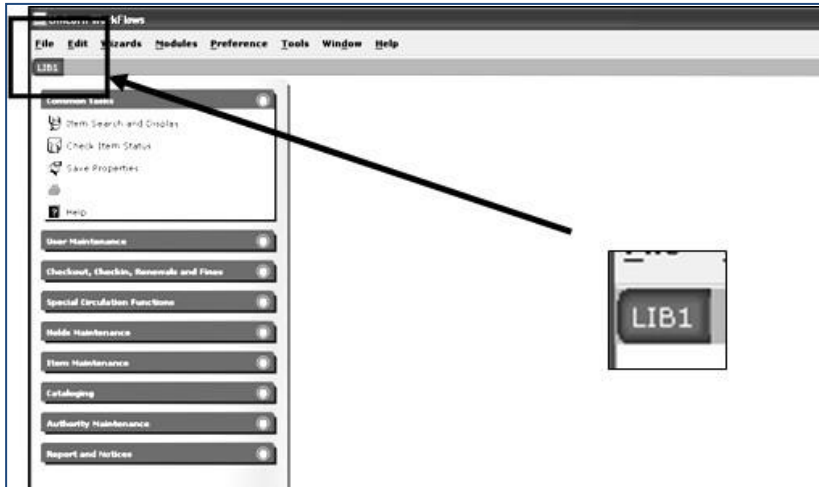 Unicorn WorkFlows
File Edit Wizards Modules Preference Tools Window Help
LIB1
Common Tasks
Item Search and Display
Check Item Status
Save Properties
Help
User Maintenance
Checkout, Checkin, Renewals and Fines
Special Circulation Functions
Holds Maintenance
Item Maintenance
Cataloging
Authority Maintenance
Report and Notices
LIB1